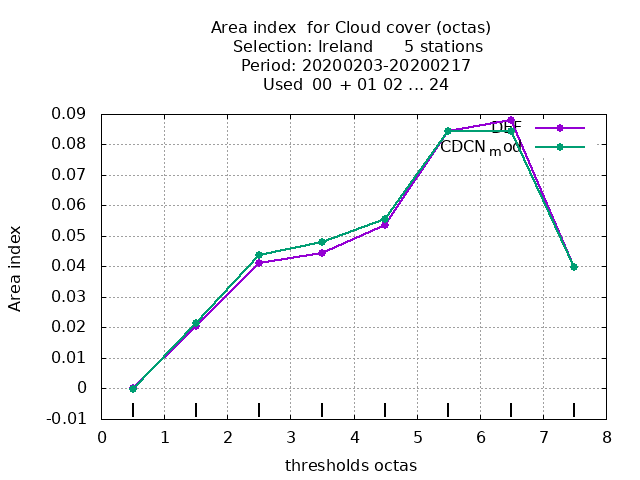 Area index  for Cloud cover (octas)
Selection: Ireland      5 stations
Period: 20200203-20200217
Used  00  + 01 02 ... 24
DEF
CDCN_mod
Area index
0.09
0.08
0.07
0.06
0.05
0.04
0.03
0.02
0.01
0
-0.01
0 1 2 3 4 5 6 7 8
thresholds octas